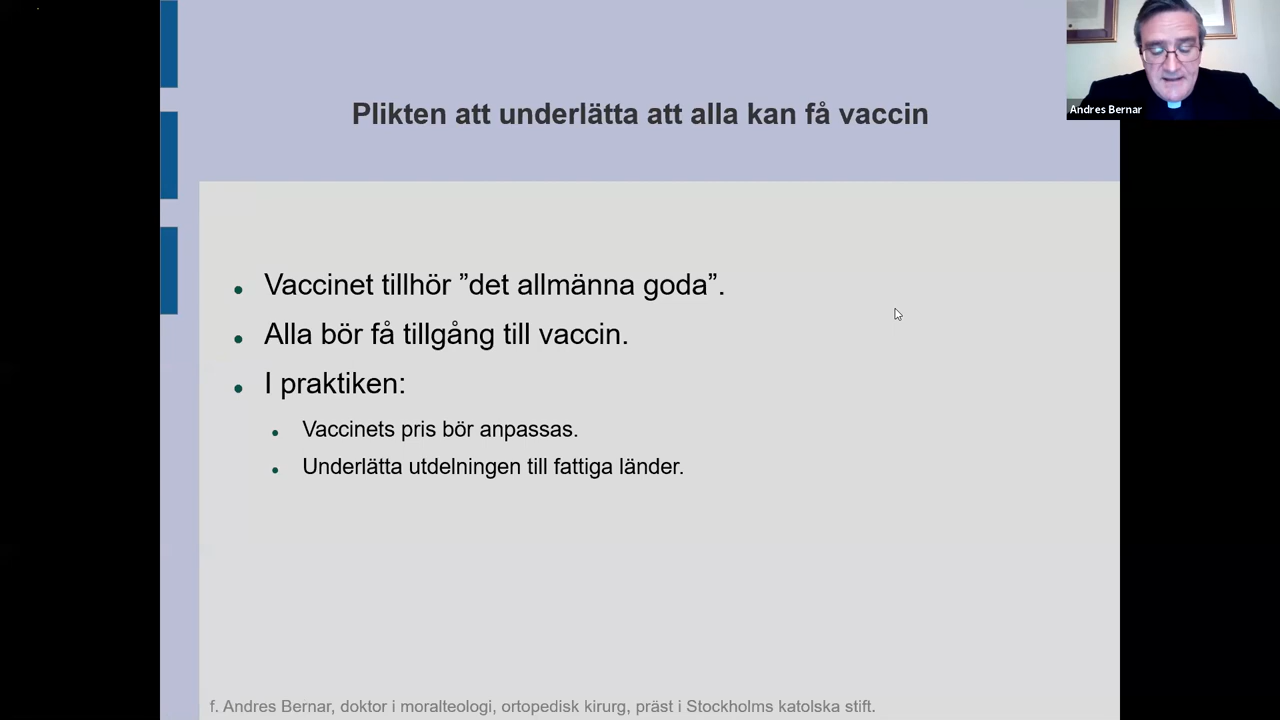 Plikten att underlätta att alla kan få vaccin
Andres Bernar
Vaccinet tillhör ”det allmänna goda”.
Alla bör få tillgång till vaccin.
I praktiken:
Vaccinets pris bör anpassas.
Underlätta utdelningen till fattiga länder.
f. Andres Bernar, doktor i moralteologi, ortopedisk kirurg, präst i Stockholms katolska stift.